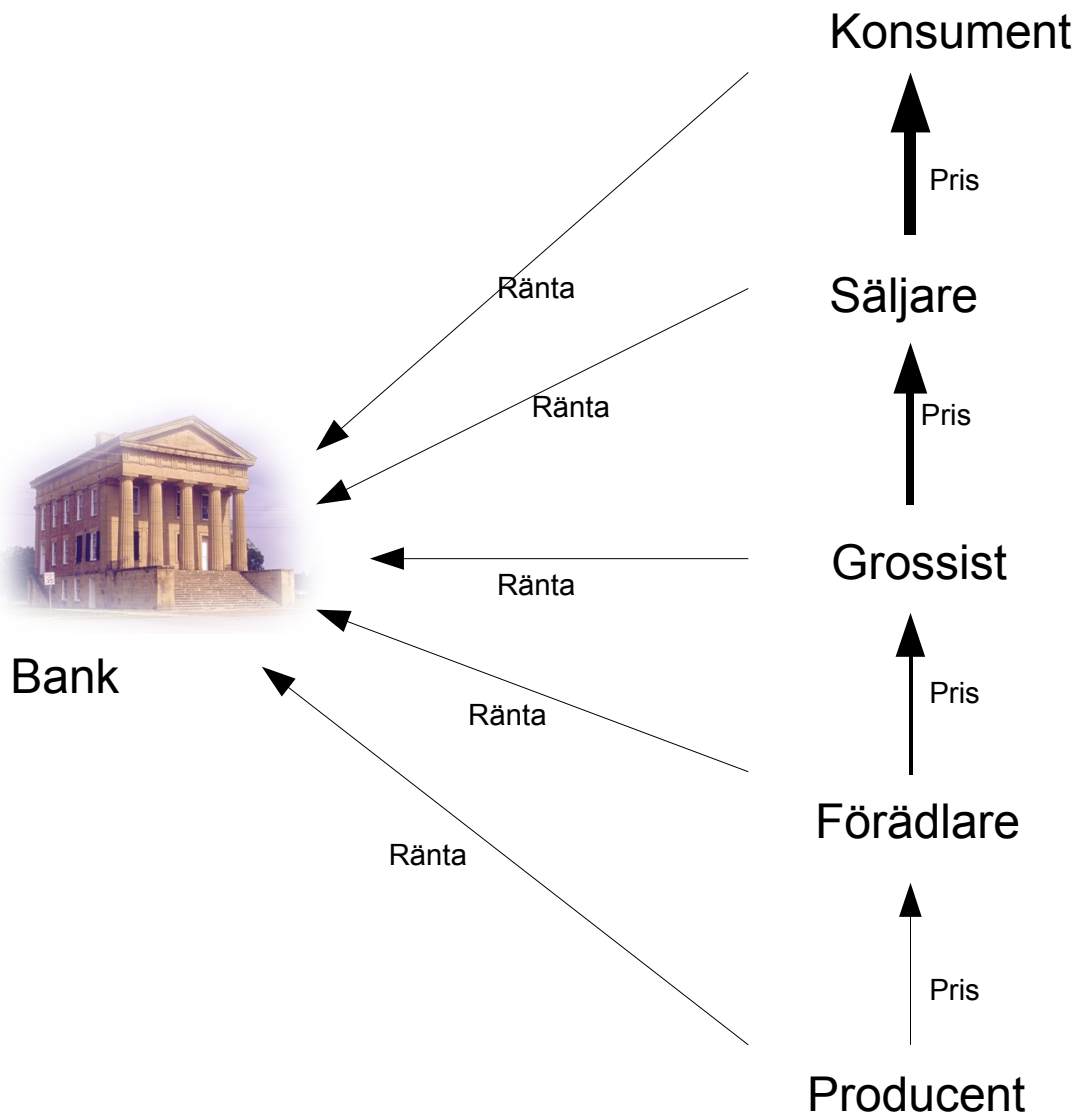 Konsument
Pris
Ränta
Säljare
Ränta
Pris
Grossist
Ränta
Bank
Pris
Ränta
Förädlare
Ränta
Pris
Producent